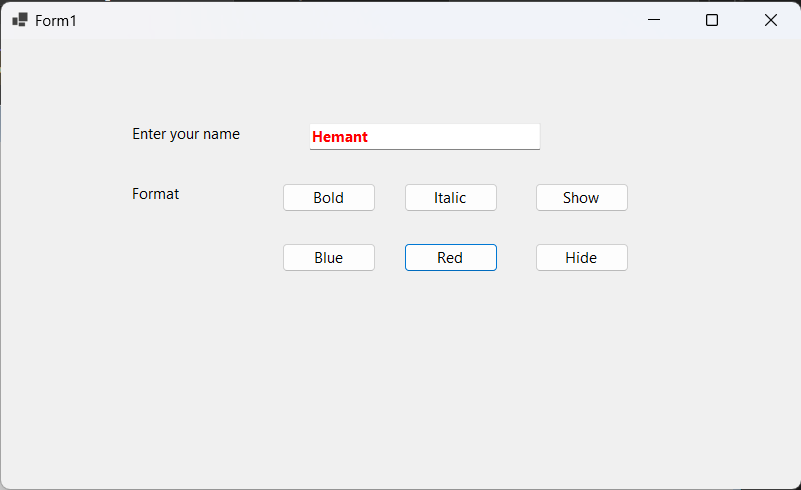 Form1
Enter your name Hemant
Format Bold Italic Show
Blue Red Hide